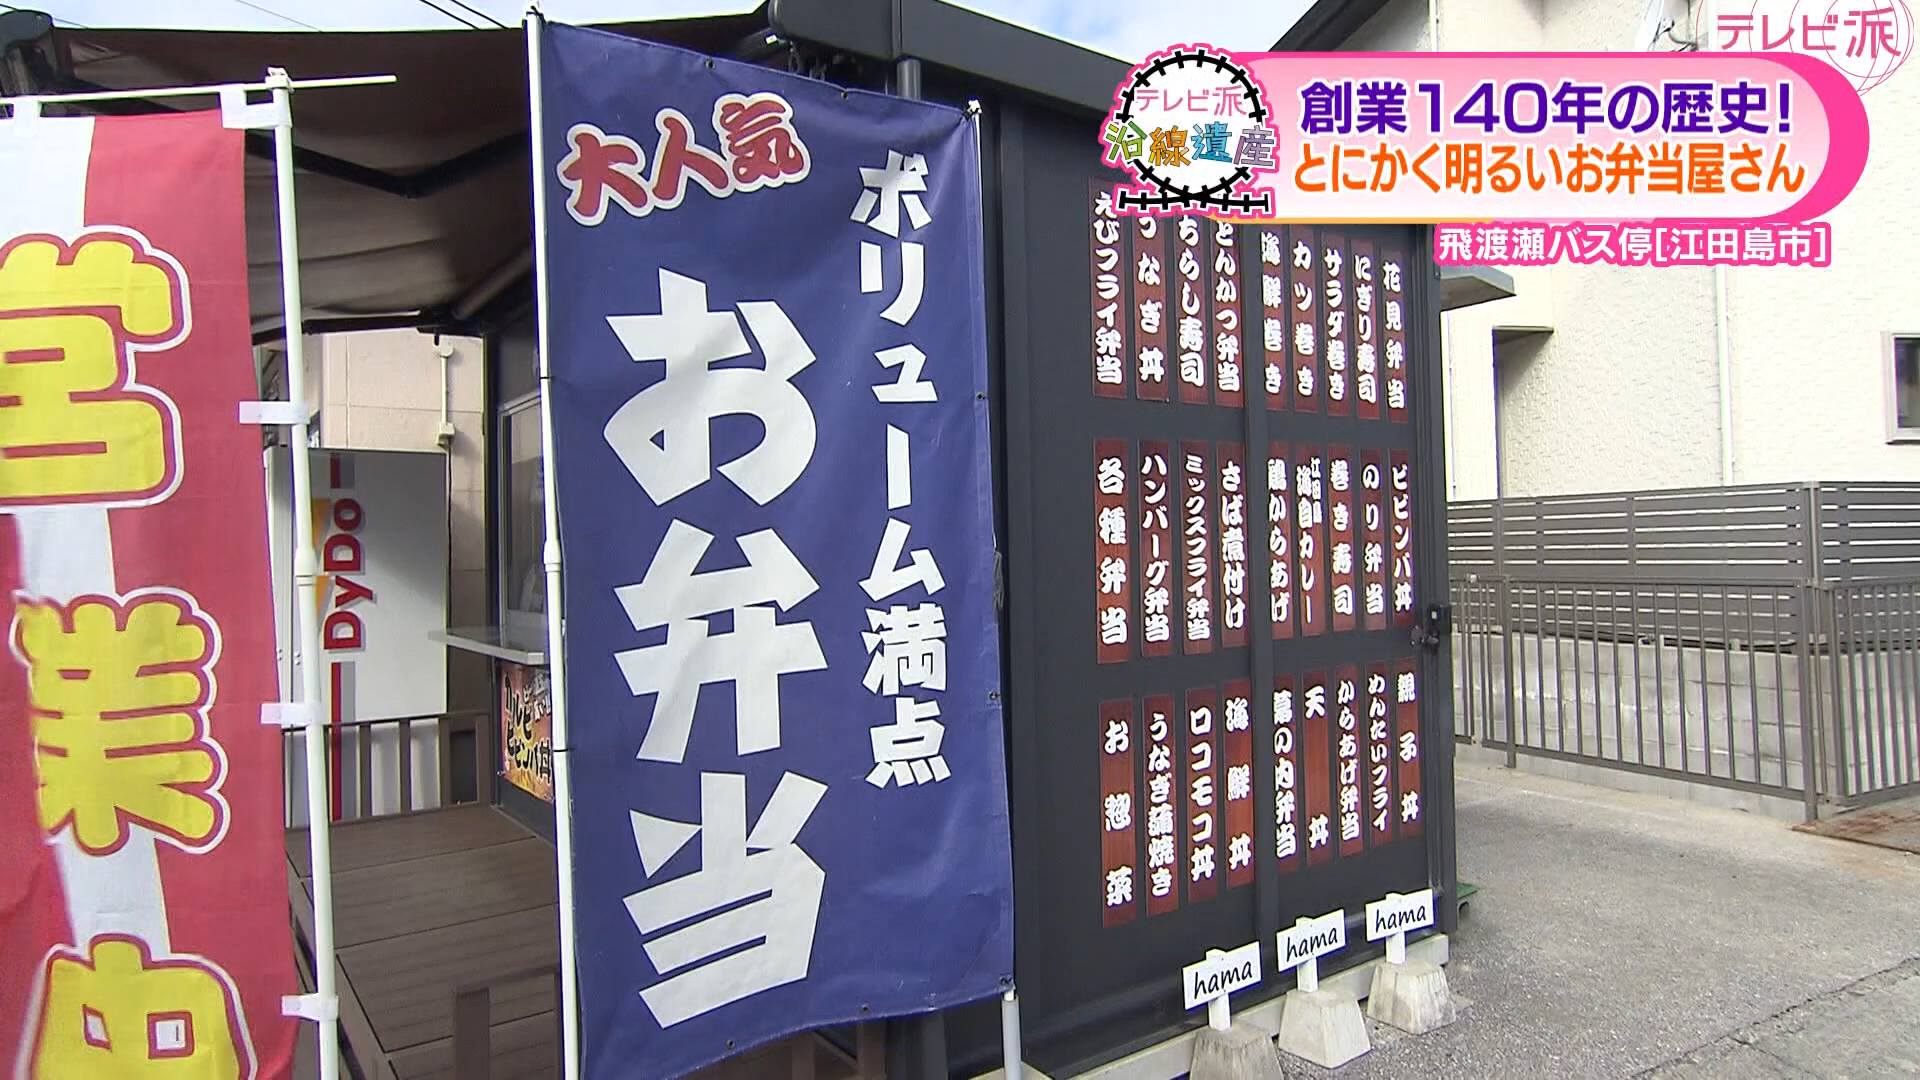 テレビ派
テレビ派
沿線遺産
創業140年の歴史!
とにかく明るいお弁当屋さん
飛渡瀬バス停[江田島市]
営業中
大人気
ボリューム満点
お弁当
DyDo
花見弁当
にぎり寿司
サラダ巻き
カツ巻き
海鮮巻き
とんかつ弁当
ちらし寿司
うなぎ丼
えびフライ弁当
ビビンバ丼
のり弁当
巻き寿司
江田島
海自カレー
鶏からあげ
さば煮付け
ミックスフライ弁当
ハンバーグ弁当
各種弁当
親子丼
めんたいフライ
からあげ弁当
天丼
幕の内弁当
海鮮丼
ロコモコ丼
うなぎ蒲焼き
お惣菜
hama
hama
hama